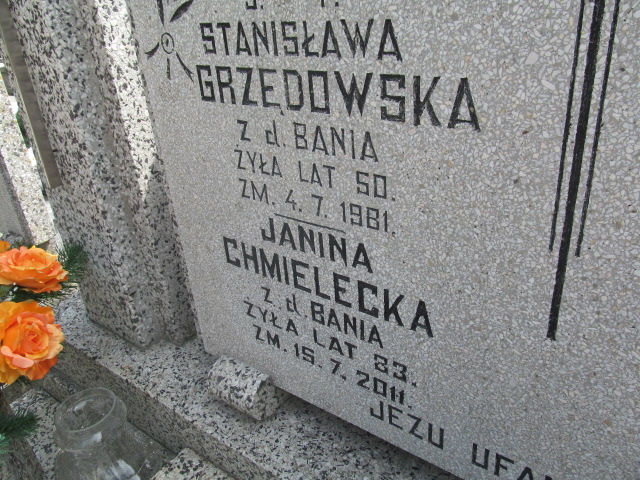 Ś. P.
STANISŁAWA
GRZĘDOWSKA
Z d. BANIA
ŻYŁA LAT 50.
ZM. 4. 7. 1981.
JANINA
CHMIELECKA
Z. d. BANIA
ŻYŁA LAT 83.
ZM. 15. 7. 2011.
JEZU